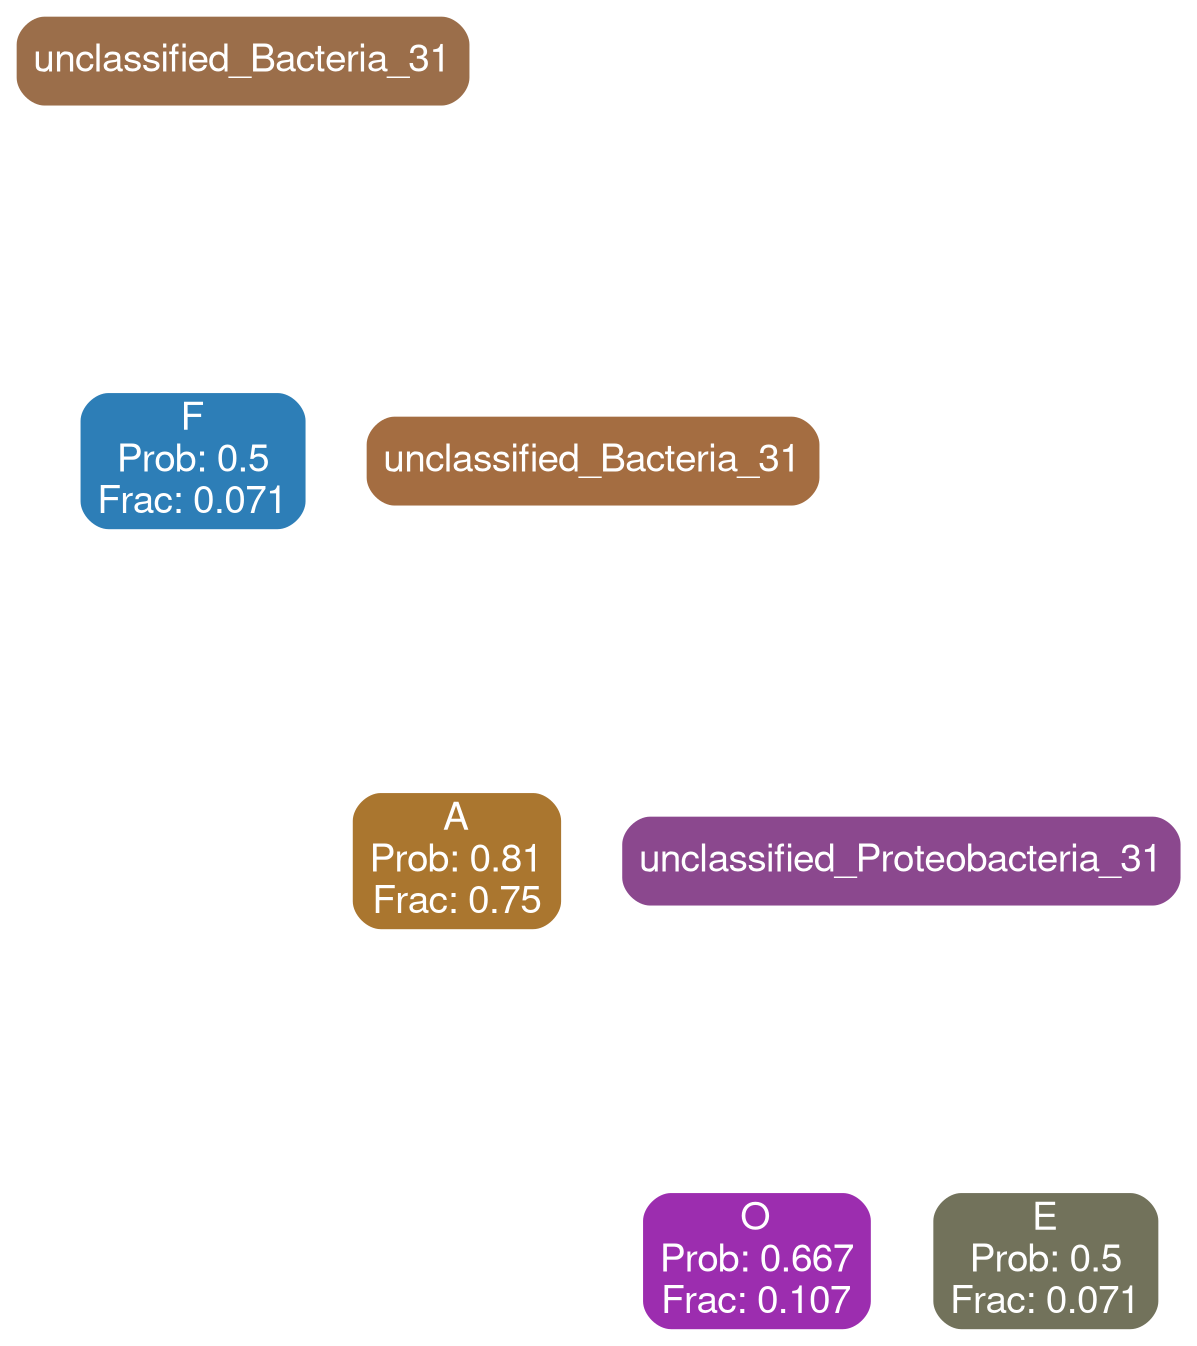 unclassified_Bacteria_31
F
Prob: 0.5
Frac: 0.071
unclassified_Bacteria_31
A
Prob: 0.81
Frac: 0.75
unclassified_Proteobacteria_31
O
Prob: 0.667
Frac: 0.107
E
Prob: 0.5
Frac: 0.071